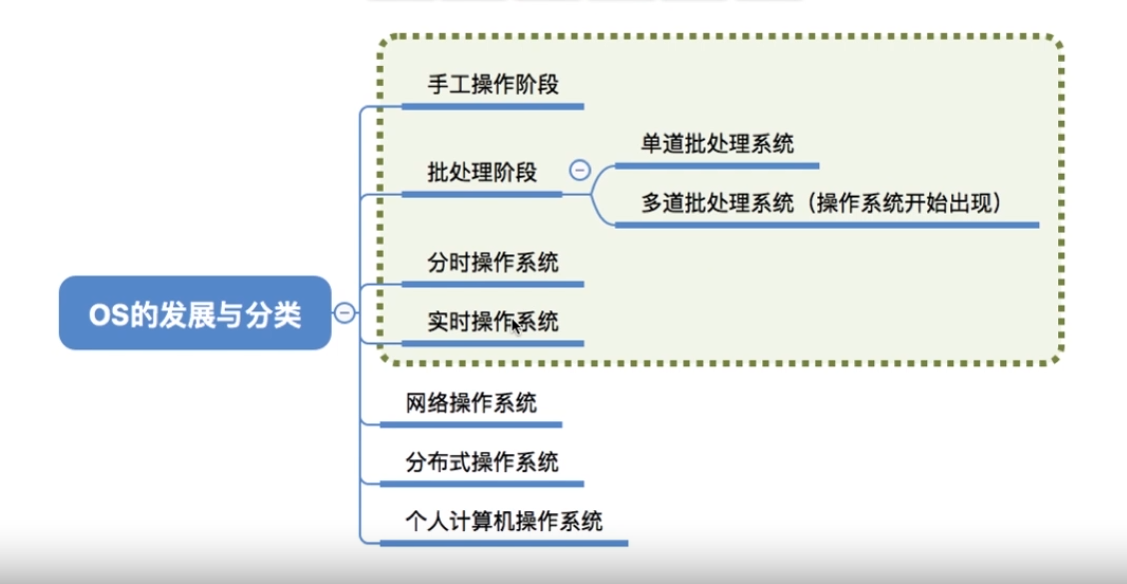 手工操作阶段
单道批处理系统
批处理阶段
多道批处理系统（操作系统开始出现）
分时操作系统
OS的发展与分类
实时操作系统
网络操作系统
分布式操作系统
个人计算机操作系统